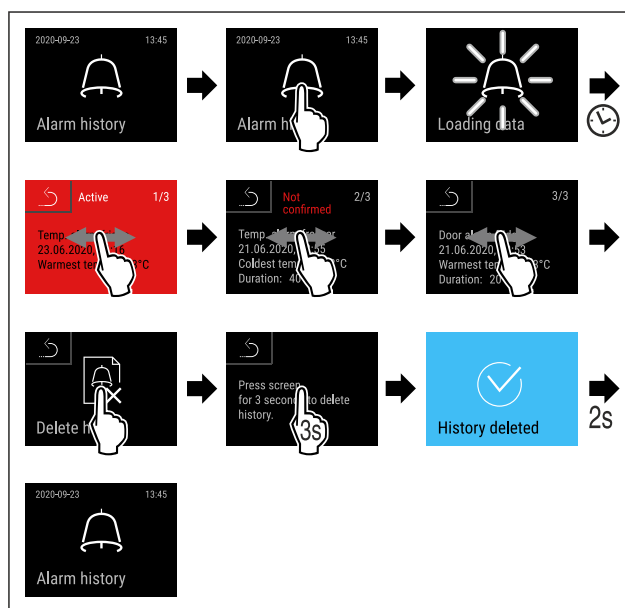 2020-09-23 13:45
Alarm history
2020-09-23 13:45
Alarm h
Loading data
Active 1/3
Temp.
23.06.2020,
Warmest °C
Not 2/3
confirmed
Temp.
21.06.2020,
Coldest °C
Duration:
3/3
Door
21.06.2020,
Warmest °C
Duration:
Delete h
Press screen
for 3 seconds to delete
history.
3s
History deleted
2s
2020-09-23 13:45
Alarm history